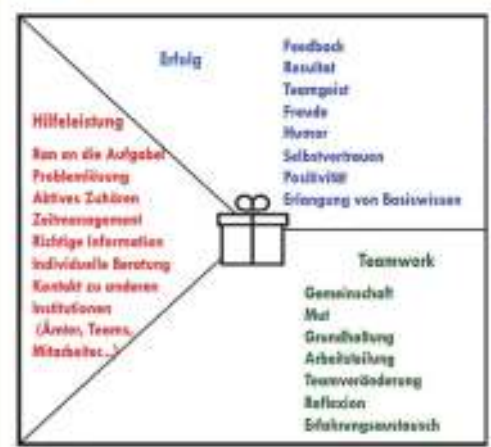 Erfolg
Feedback
Resultat
Teamgeist
Freude
Humor
Selbstvertrauen
Positivität
Erlangung von Basiswissen
Hilfeleistung
Ran an die Aufgabe!
Problemlösung
Aktives Zuhören
Zeitmanagement
Richtige Information
Individuelle Beratung
Kontakt zu anderen
Institutionen
(Ämter, Teams,
Mitarbeiter...)
Teamwork
Gemeinschaft
Mut
Grundhaltung
Arbeitsteilung
Teamveränderung
Reflexion
Erfahrungsaustausch